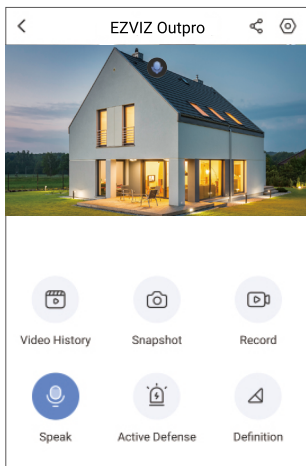 EZVIZ Outpro
Video History
Snapshot
Record
Speak
Active Defense
Definition